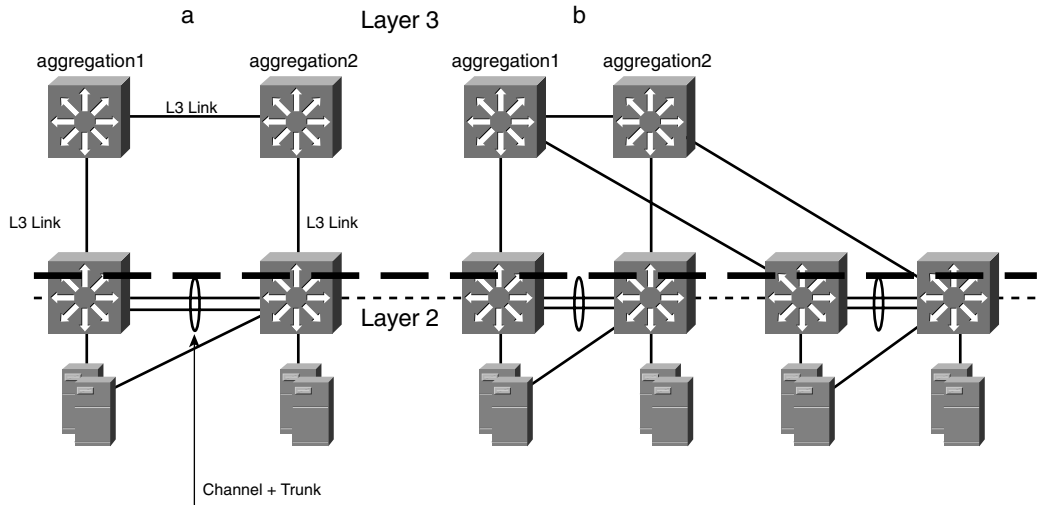 a
Layer 3
b
aggregation1
aggregation2
aggregation1
aggregation2
L3 Link
L3 Link
L3 Link
Layer 2
Channel + Trunk